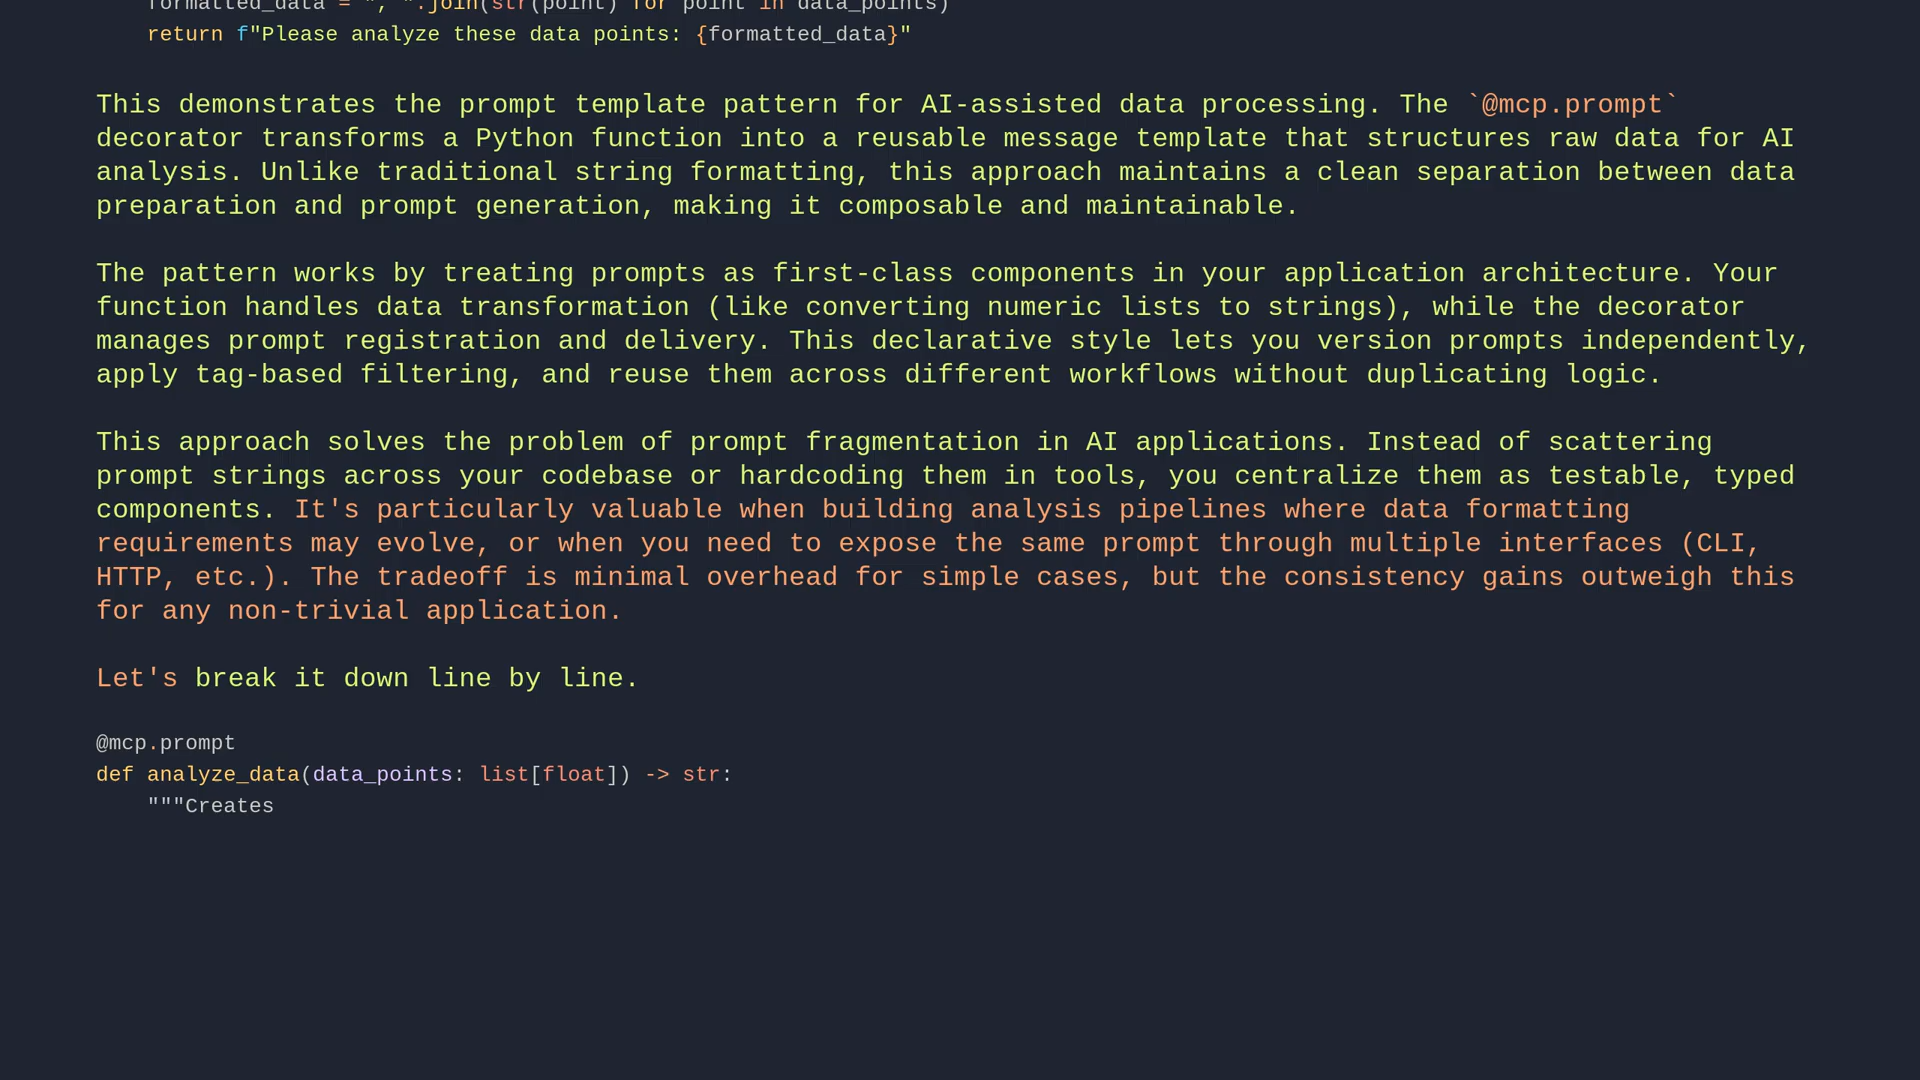 formatted_data = ", ".join(str(point) for point in data_points)
return f"Please analyze these data points: {formatted_data}"
This demonstrates the prompt template pattern for AI-assisted data processing. The `@mcp.prompt`
decorator transforms a Python function into a reusable message template that structures raw data for AI
analysis. Unlike traditional string formatting, this approach maintains a clean separation between data
preparation and prompt generation, making it composable and maintainable.
The pattern works by treating prompts as first-class components in your application architecture. Your
function handles data transformation (like converting numeric lists to strings), while the decorator
manages prompt registration and delivery. This declarative style lets you version prompts independently,
apply tag-based filtering, and reuse them across different workflows without duplicating logic.
This approach solves the problem of prompt fragmentation in AI applications. Instead of scattering
prompt strings across your codebase or hardcoding them in tools, you centralize them as testable, typed
components. It's particularly valuable when building analysis pipelines where data formatting
requirements may evolve, or when you need to expose the same prompt through multiple interfaces (CLI,
HTTP, etc.). The tradeoff is minimal overhead for simple cases, but the consistency gains outweigh this
for any non-trivial application.
Let's break it down line by line.
@mcp.prompt
def analyze_data(data_points: list[float]) -> str:
"""Creates